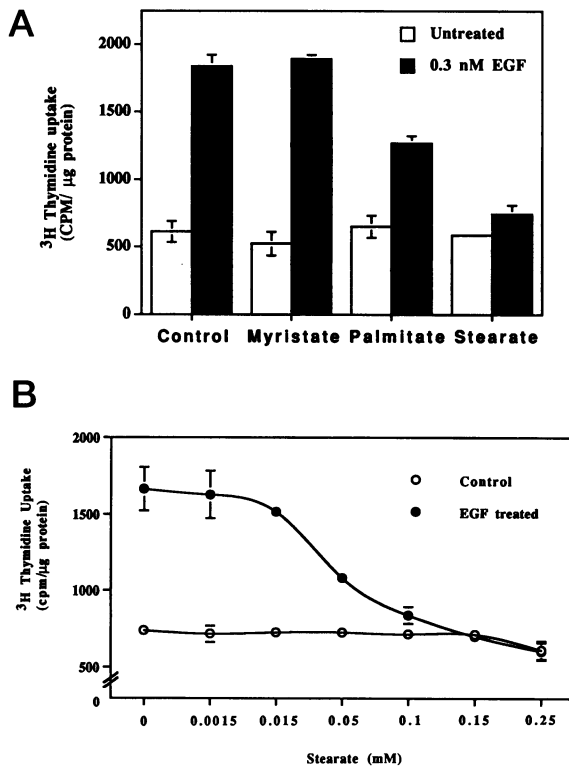 A
2000
1500
1000
500
0
³H Thymidine uptake
(CPM/ µg protein)
Untreated
0.3 nM EGF
Control Myristate Palmitate Stearate
B
2000
1500
1000
500
0
³H Thymidine Uptake
(cpm/µg protein)
Control
EGF treated
0 0.0015 0.015 0.05 0.1 0.15 0.25
Stearate (mM)